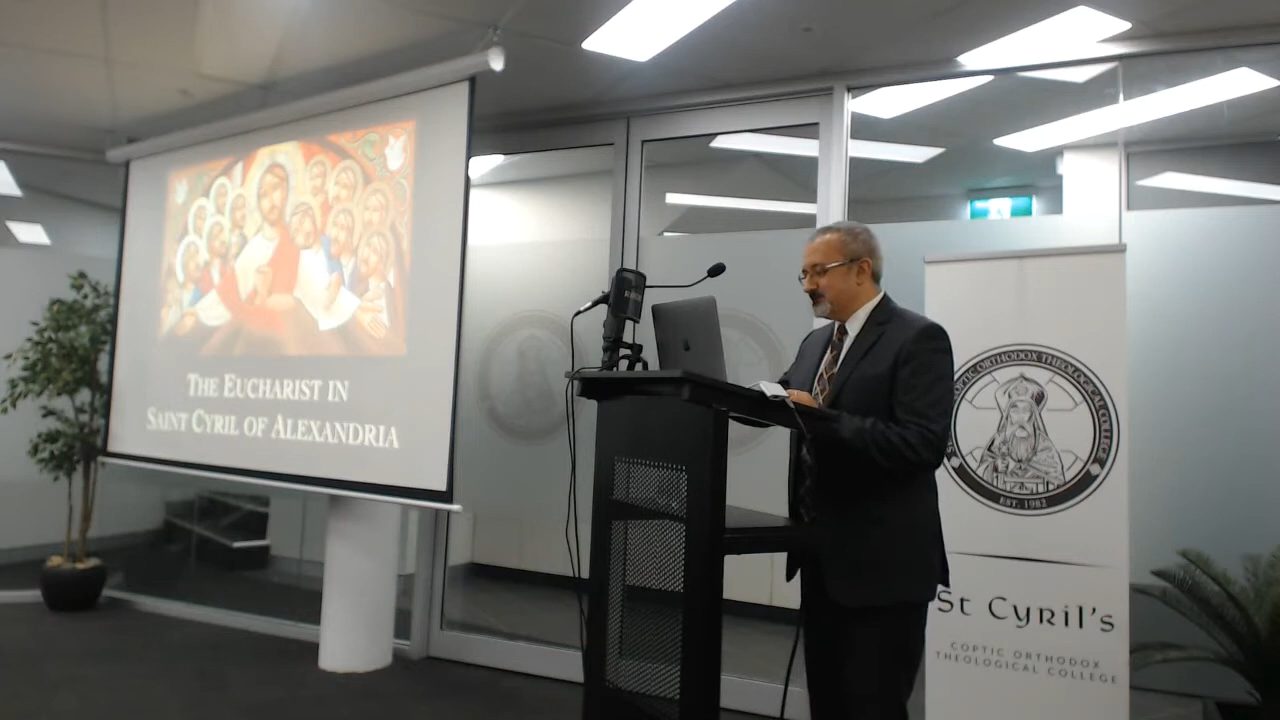 The Eucharist in
Saint Cyril of Alexandria
COPTIC ORTHODOX THEOLOGICAL COLLEGE
EST. 1982
St Cyril's
COPTIC ORTHODOX
THEOLOGICAL COLLEGE